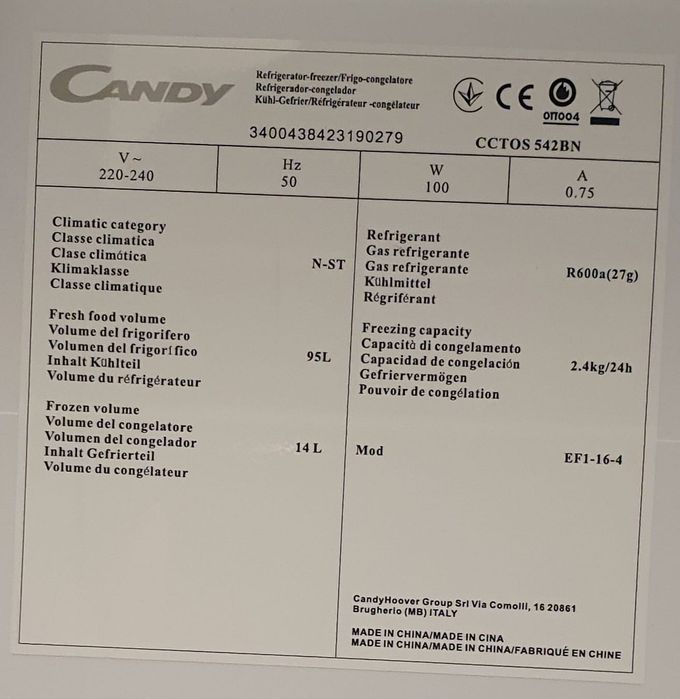 CANDY
Refrigerator-freezer/Frigo-congelatore
Refrigerador-congelador
Kühl-Gefrier/Réfrigérateur -congélateur
CE
ОП004
3400438423190279
CCTOS 542BN
V~
220-240
Hz
50
W
100
A
0.75
Climatic category
Classe climatica
Clase climótica
Klimaklasse
Classe climatique
N-ST
Fresh food volume
Volume del frigorifero
Volumen del frigorífico
Inhalt Kühlteil
Volume du réfrigérateur
95L
Frozen volume
Volume del congelatore
Volumen del congelador
Inhalt Gefrierteil
Volume du congélateur
14 L
Refrigerant
Gas refrigerante
Gas refrigerante
Kühlmittel
Régriférant
R600a(27g)
Freezing capacity
Capacità di congelamento
Capacidad de congelación
Gefriervermögen
Pouvoir de congélation
2.4kg/24h
Mod
EF1-16-4
CandyHoover Group Srl Via Comolli, 16 20861
Brugherio (MB) ITALY
MADE IN CHINA/MADE IN CINA
MADE IN CHINA/MADE IN CHINA/FABRIQUÉ EN CHINE